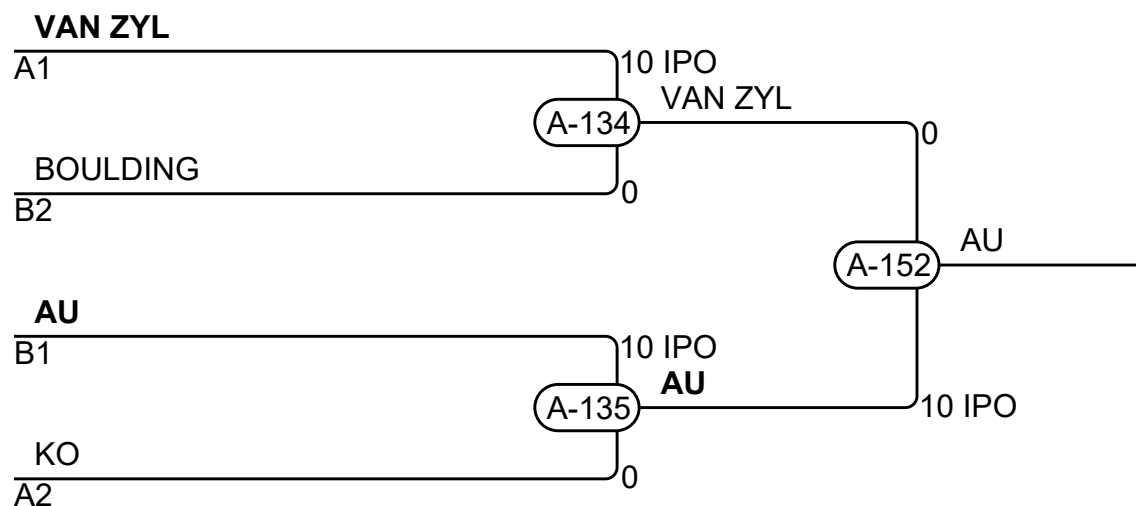 VAN ZYL
A1
10 IPO
A-134
VAN ZYL
0
BOULDING
B2
0
A-152
AU
AU
B1
10 IPO
A-135
AU
10 IPO
KO
A2
0